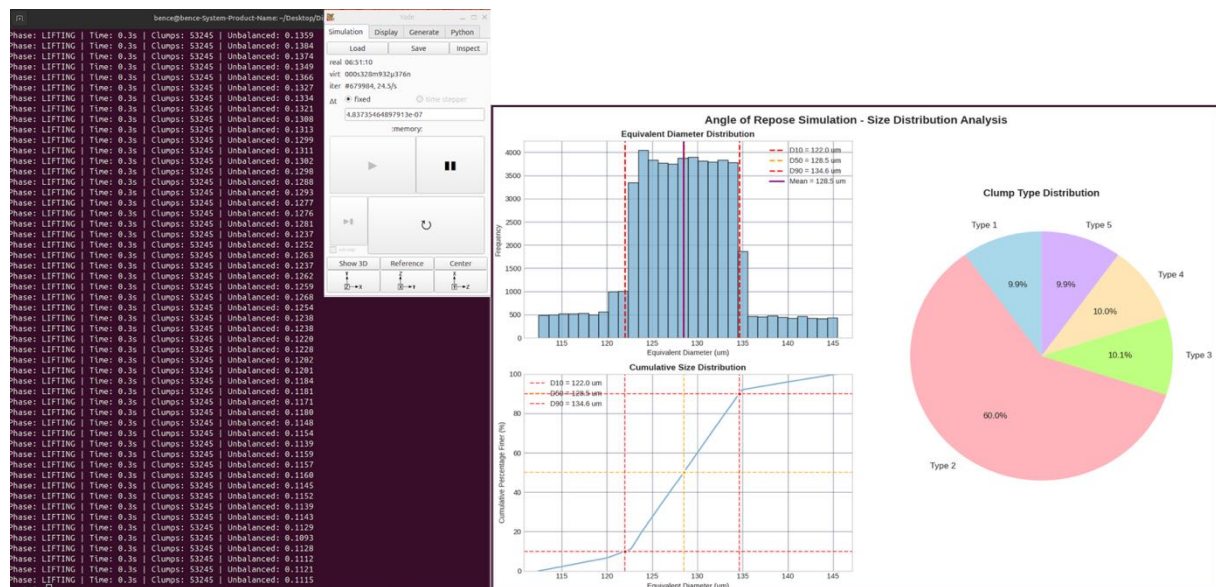 bence@bence-System-Product-Name: ~/Desktop/Di
Phase: LIFTING | Time: 0.3s | Clumps: 53245 | Unbalanced: 0.1359
Phase: LIFTING | Time: 0.3s | Clumps: 53245 | Unbalanced: 0.1384
Phase: LIFTING | Time: 0.3s | Clumps: 53245 | Unbalanced: 0.1374
Phase: LIFTING | Time: 0.3s | Clumps: 53245 | Unbalanced: 0.1349
Phase: LIFTING | Time: 0.3s | Clumps: 53245 | Unbalanced: 0.1366
Phase: LIFTING | Time: 0.3s | Clumps: 53245 | Unbalanced: 0.1327
Phase: LIFTING | Time: 0.3s | Clumps: 53245 | Unbalanced: 0.1334
Phase: LIFTING | Time: 0.3s | Clumps: 53245 | Unbalanced: 0.1321
Phase: LIFTING | Time: 0.3s | Clumps: 53245 | Unbalanced: 0.1308
Phase: LIFTING | Time: 0.3s | Clumps: 53245 | Unbalanced: 0.1313
Phase: LIFTING | Time: 0.3s | Clumps: 53245 | Unbalanced: 0.1299
Phase: LIFTING | Time: 0.3s | Clumps: 53245 | Unbalanced: 0.1311
Phase: LIFTING | Time: 0.3s | Clumps: 53245 | Unbalanced: 0.1302
Phase: LIFTING | Time: 0.3s | Clumps: 53245 | Unbalanced: 0.1298
Phase: LIFTING | Time: 0.3s | Clumps: 53245 | Unbalanced: 0.1288
Phase: LIFTING | Time: 0.3s | Clumps: 53245 | Unbalanced: 0.1293
Phase: LIFTING | Time: 0.3s | Clumps: 53245 | Unbalanced: 0.1277
Phase: LIFTING | Time: 0.3s | Clumps: 53245 | Unbalanced: 0.1276
Phase: LIFTING | Time: 0.3s | Clumps: 53245 | Unbalanced: 0.1281
Phase: LIFTING | Time: 0.3s | Clumps: 53245 | Unbalanced: 0.1237
Phase: LIFTING | Time: 0.3s | Clumps: 53245 | Unbalanced: 0.1252
Phase: LIFTING | Time: 0.3s | Clumps: 53245 | Unbalanced: 0.1263
Phase: LIFTING | Time: 0.3s | Clumps: 53245 | Unbalanced: 0.1237
Phase: LIFTING | Time: 0.3s | Clumps: 53245 | Unbalanced: 0.1262
Phase: LIFTING | Time: 0.3s | Clumps: 53245 | Unbalanced: 0.1259
Phase: LIFTING | Time: 0.3s | Clumps: 53245 | Unbalanced: 0.1268
Phase: LIFTING | Time: 0.3s | Clumps: 53245 | Unbalanced: 0.1254
Phase: LIFTING | Time: 0.3s | Clumps: 53245 | Unbalanced: 0.1238
Phase: LIFTING | Time: 0.3s | Clumps: 53245 | Unbalanced: 0.1238
Phase: LIFTING | Time: 0.3s | Clumps: 53245 | Unbalanced: 0.1220
Phase: LIFTING | Time: 0.3s | Clumps: 53245 | Unbalanced: 0.1228
Phase: LIFTING | Time: 0.3s | Clumps: 53245 | Unbalanced: 0.1202
Phase: LIFTING | Time: 0.3s | Clumps: 53245 | Unbalanced: 0.1201
Phase: LIFTING | Time: 0.3s | Clumps: 53245 | Unbalanced: 0.1184
Phase: LIFTING | Time: 0.3s | Clumps: 53245 | Unbalanced: 0.1181
Phase: LIFTING | Time: 0.3s | Clumps: 53245 | Unbalanced: 0.1171
Phase: LIFTING | Time: 0.3s | Clumps: 53245 | Unbalanced: 0.1180
Phase: LIFTING | Time: 0.3s | Clumps: 53245 | Unbalanced: 0.1148
Phase: LIFTING | Time: 0.3s | Clumps: 53245 | Unbalanced: 0.1154
Phase: LIFTING | Time: 0.3s | Clumps: 53245 | Unbalanced: 0.1139
Phase: LIFTING | Time: 0.3s | Clumps: 53245 | Unbalanced: 0.1159
Phase: LIFTING | Time: 0.3s | Clumps: 53245 | Unbalanced: 0.1157
Phase: LIFTING | Time: 0.3s | Clumps: 53245 | Unbalanced: 0.1160
Phase: LIFTING | Time: 0.3s | Clumps: 53245 | Unbalanced: 0.1145
Phase: LIFTING | Time: 0.3s | Clumps: 53245 | Unbalanced: 0.1152
Phase: LIFTING | Time: 0.3s | Clumps: 53245 | Unbalanced: 0.1139
Phase: LIFTING | Time: 0.3s | Clumps: 53245 | Unbalanced: 0.1143
Phase: LIFTING | Time: 0.3s | Clumps: 53245 | Unbalanced: 0.1129
Phase: LIFTING | Time: 0.3s | Clumps: 53245 | Unbalanced: 0.1093
Phase: LIFTING | Time: 0.3s | Clumps: 53245 | Unbalanced: 0.1128
Phase: LIFTING | Time: 0.3s | Clumps: 53245 | Unbalanced: 0.1112
Phase: LIFTING | Time: 0.3s | Clumps: 53245 | Unbalanced: 0.1121
Phase: LIFTING | Time: 0.3s | Clumps: 53245 | Unbalanced: 0.1115
Yade
Simulation Display Generate Python
Load Save Inspect
real 06:51:10
virt 000s328m932μ376n
iter #679984, 24.5/s
Δt fixed time stepper
4.83735464897913e-07
:memory:
Show 3D Reference Center
Angle of Repose Simulation - Size Distribution Analysis
Equivalent Diameter Distribution
D10 = 122.0 um
D50 = 128.5 um
D90 = 134.6 um
Mean = 128.5 um
Frequency
4000
3500
3000
2500
2000
1500
1000
500
0
115 120 125 130 135 140 145
Equivalent Diameter (um)
Cumulative Size Distribution
D10 = 122.0 um
D50 = 128.5 um
D90 = 134.6 um
Cumulative Percentage Finer (%)
100
80
60
40
20
0
115 120 125 130 135 140 145
Equivalent Diameter (um)
Clump Type Distribution
Type 1
9.9%
Type 5
9.9%
Type 4
10.0%
Type 3
10.1%
Type 2
60.0%